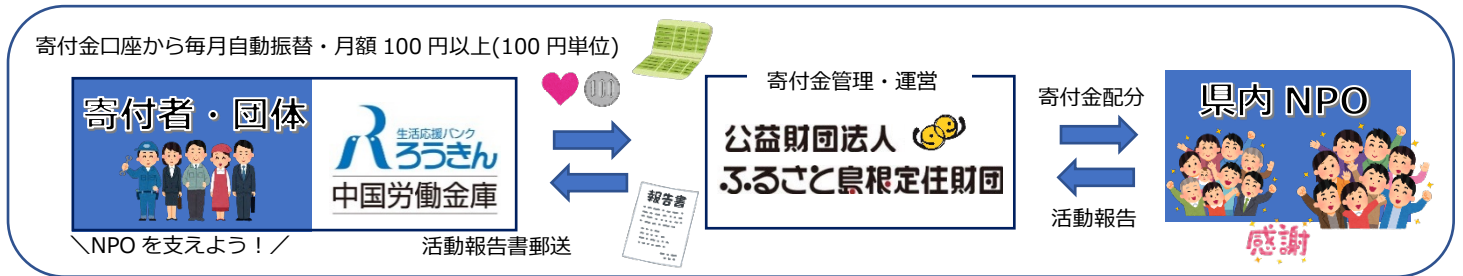 寄付金口座から毎月自動振替・月額 100 円以上(100 円単位)
寄付者・団体
生活応援バンク
ろうきん
中国労働金庫
＼NPO を支えよう！／
活動報告書郵送
報告書
寄付金管理・運営
公益財団法人
ふるさと島根定住財団
寄付金配分
活動報告
県内 NPO
感謝